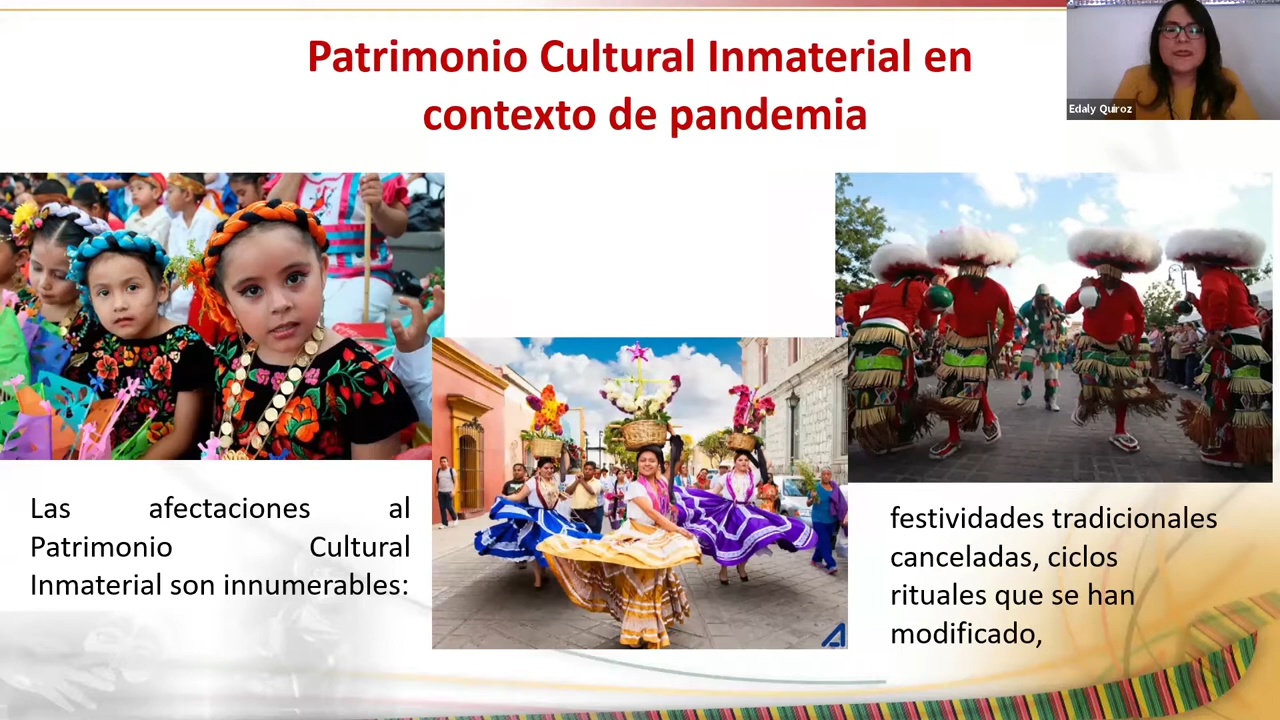 Patrimonio Cultural Inmaterial en
contexto de pandemia
Edaly Quiroz
Las afectaciones al
Patrimonio Cultural
Inmaterial son innumerables:
festividades tradicionales
canceladas, ciclos
rituales que se han
modificado,